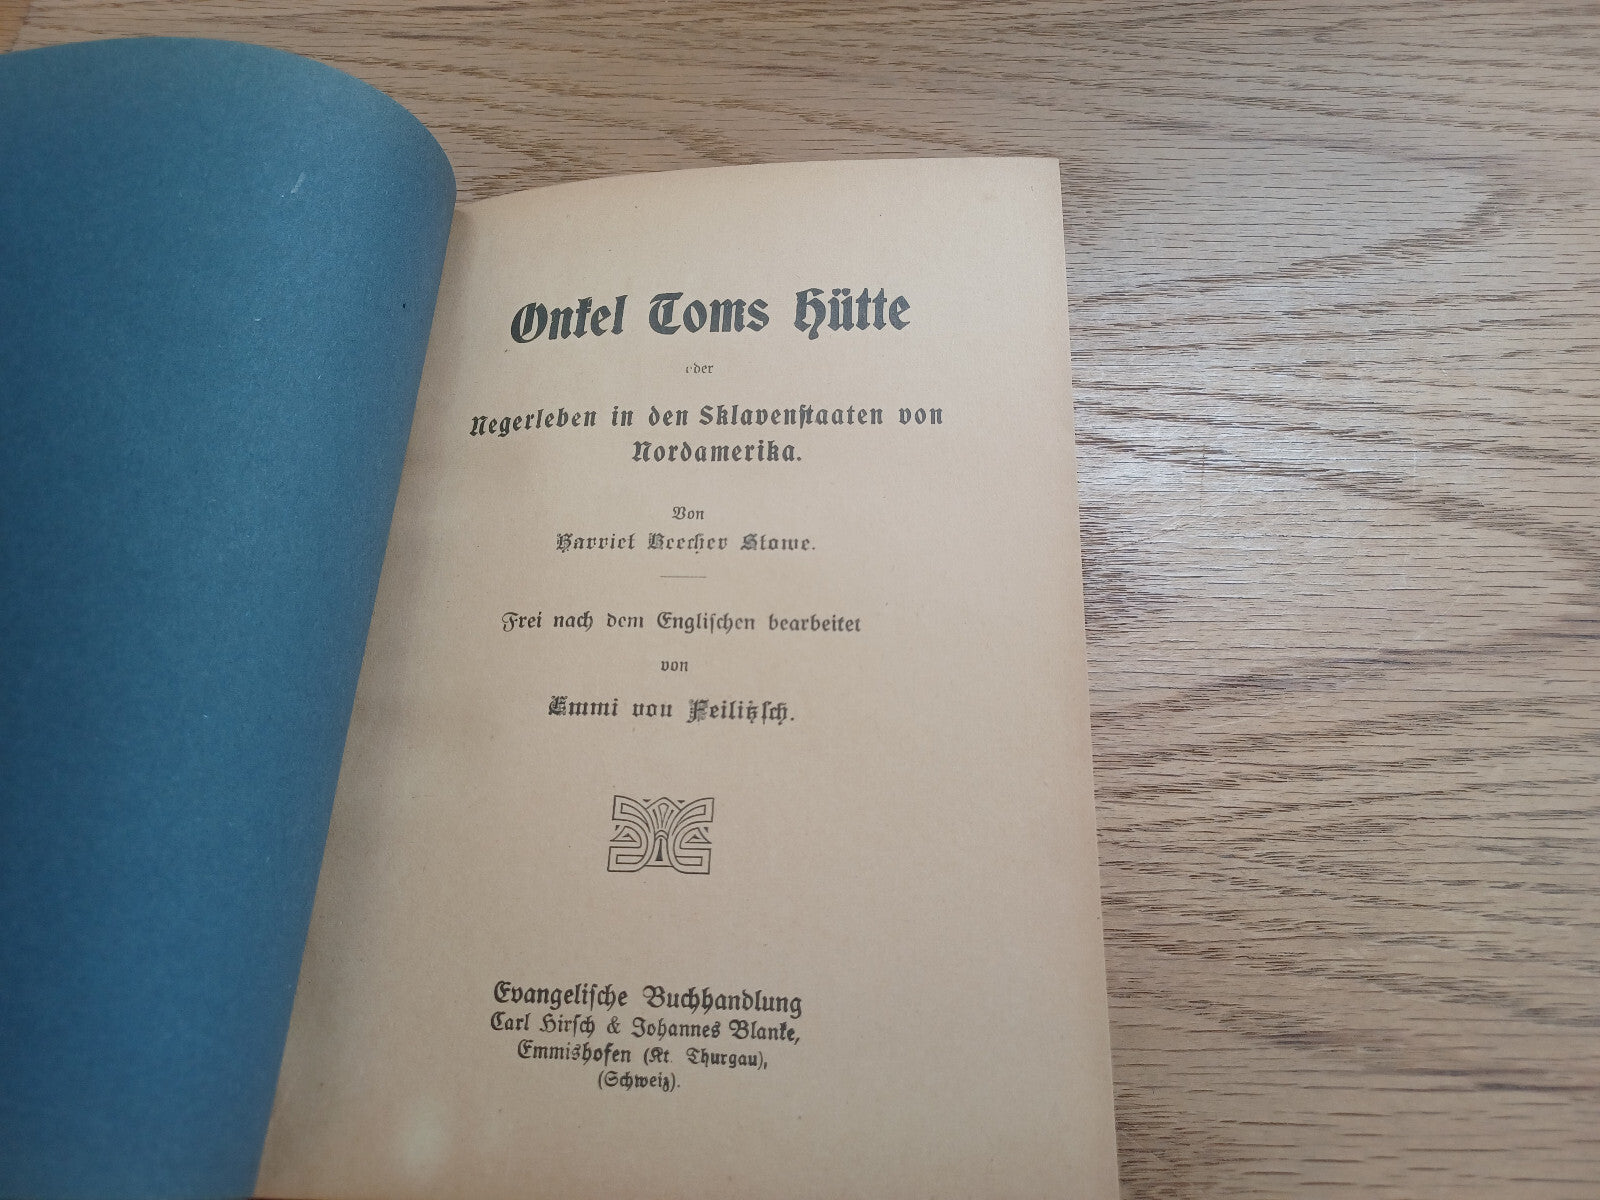 Onkel Toms Hütte
oder
Negerleben in den Sklavenstaaten von
Nordamerika.
Von
Harriet Beecher Stowe.
Frei nach dem Englischen bearbeitet
von
Emmi von Feilitzsch.
Evangelische Buchhandlung
Carl Hirsch & Johannes Blanke,
Emmishofen (Kt. Thurgau),
(Schweiz).